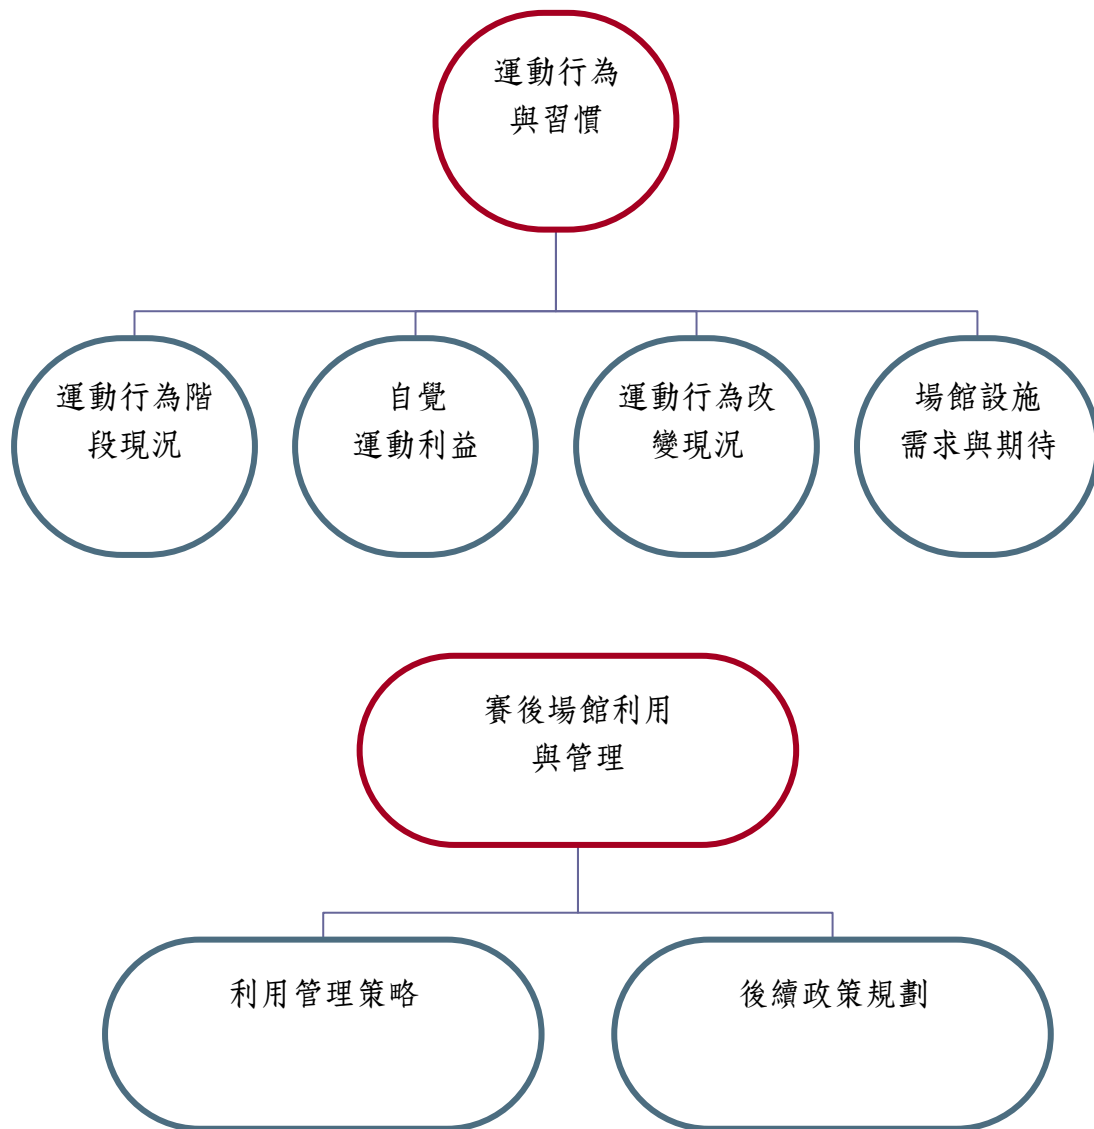 運動行為
與習慣
運動行為階
段現況
自覺
運動利益
運動行為改
變現況
場館設施
需求與期待
賽後場館利用
與管理
利用管理策略
後續政策規劃